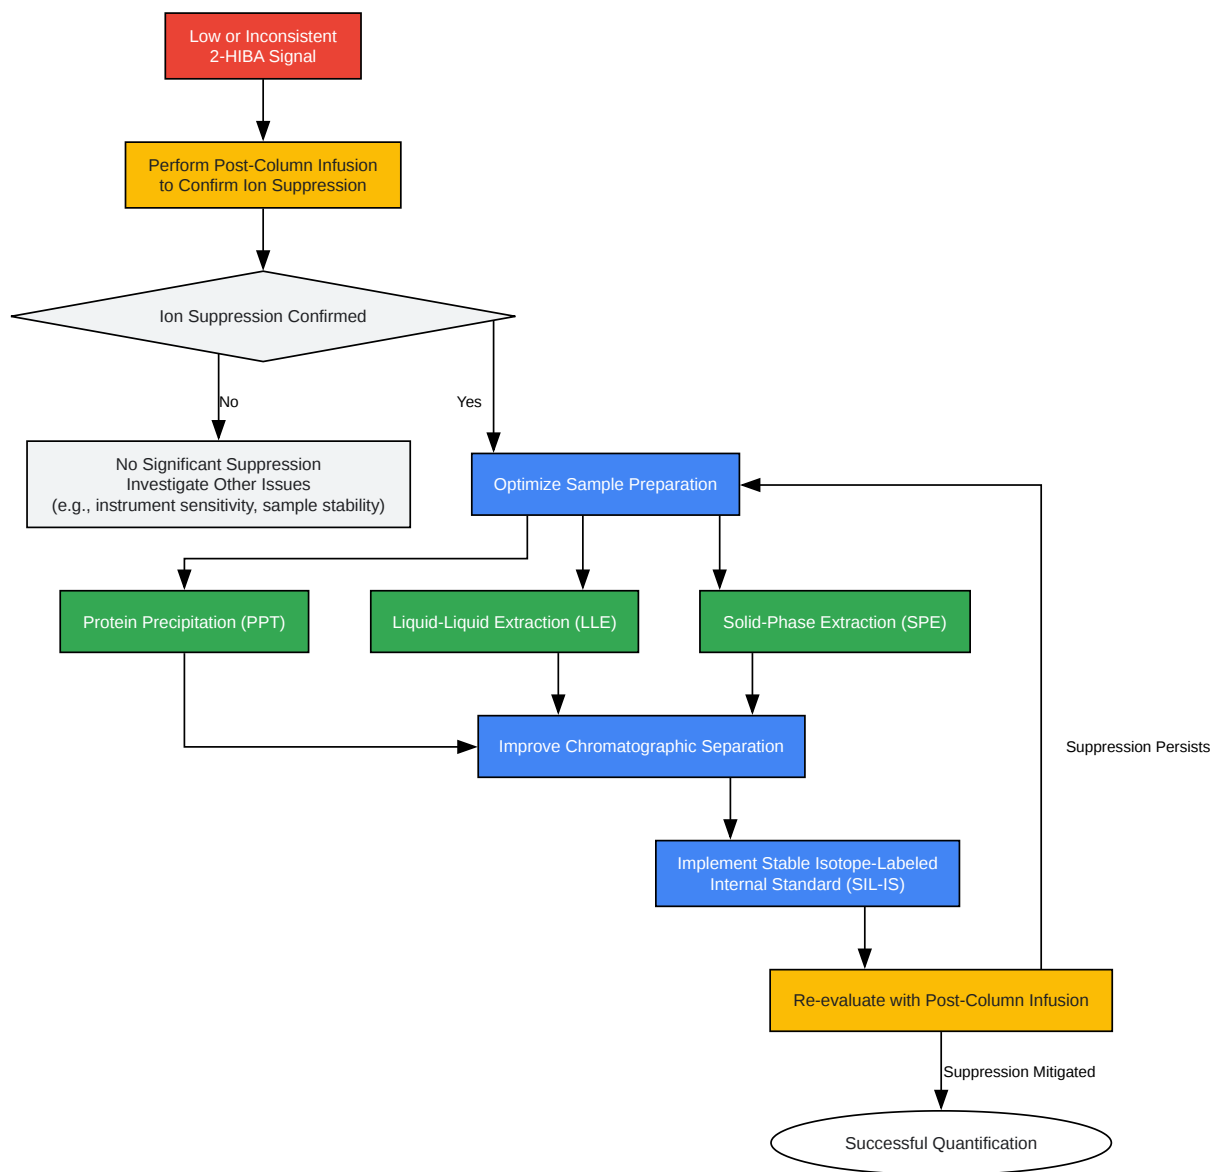 Low or Inconsistent
2-HIBA Signal
Perform Post-Column Infusion
to Confirm Ion Suppression
Ion Suppression Confirmed
No
Yes
No Significant Suppression
Investigate Other Issues
(e.g., instrument sensitivity, sample stability)
Optimize Sample Preparation
Protein Precipitation (PPT)
Liquid-Liquid Extraction (LLE)
Solid-Phase Extraction (SPE)
Improve Chromatographic Separation
Suppression Persists
Implement Stable Isotope-Labeled
Internal Standard (SIL-IS)
Re-evaluate with Post-Column Infusion
Suppression Mitigated
Successful Quantification